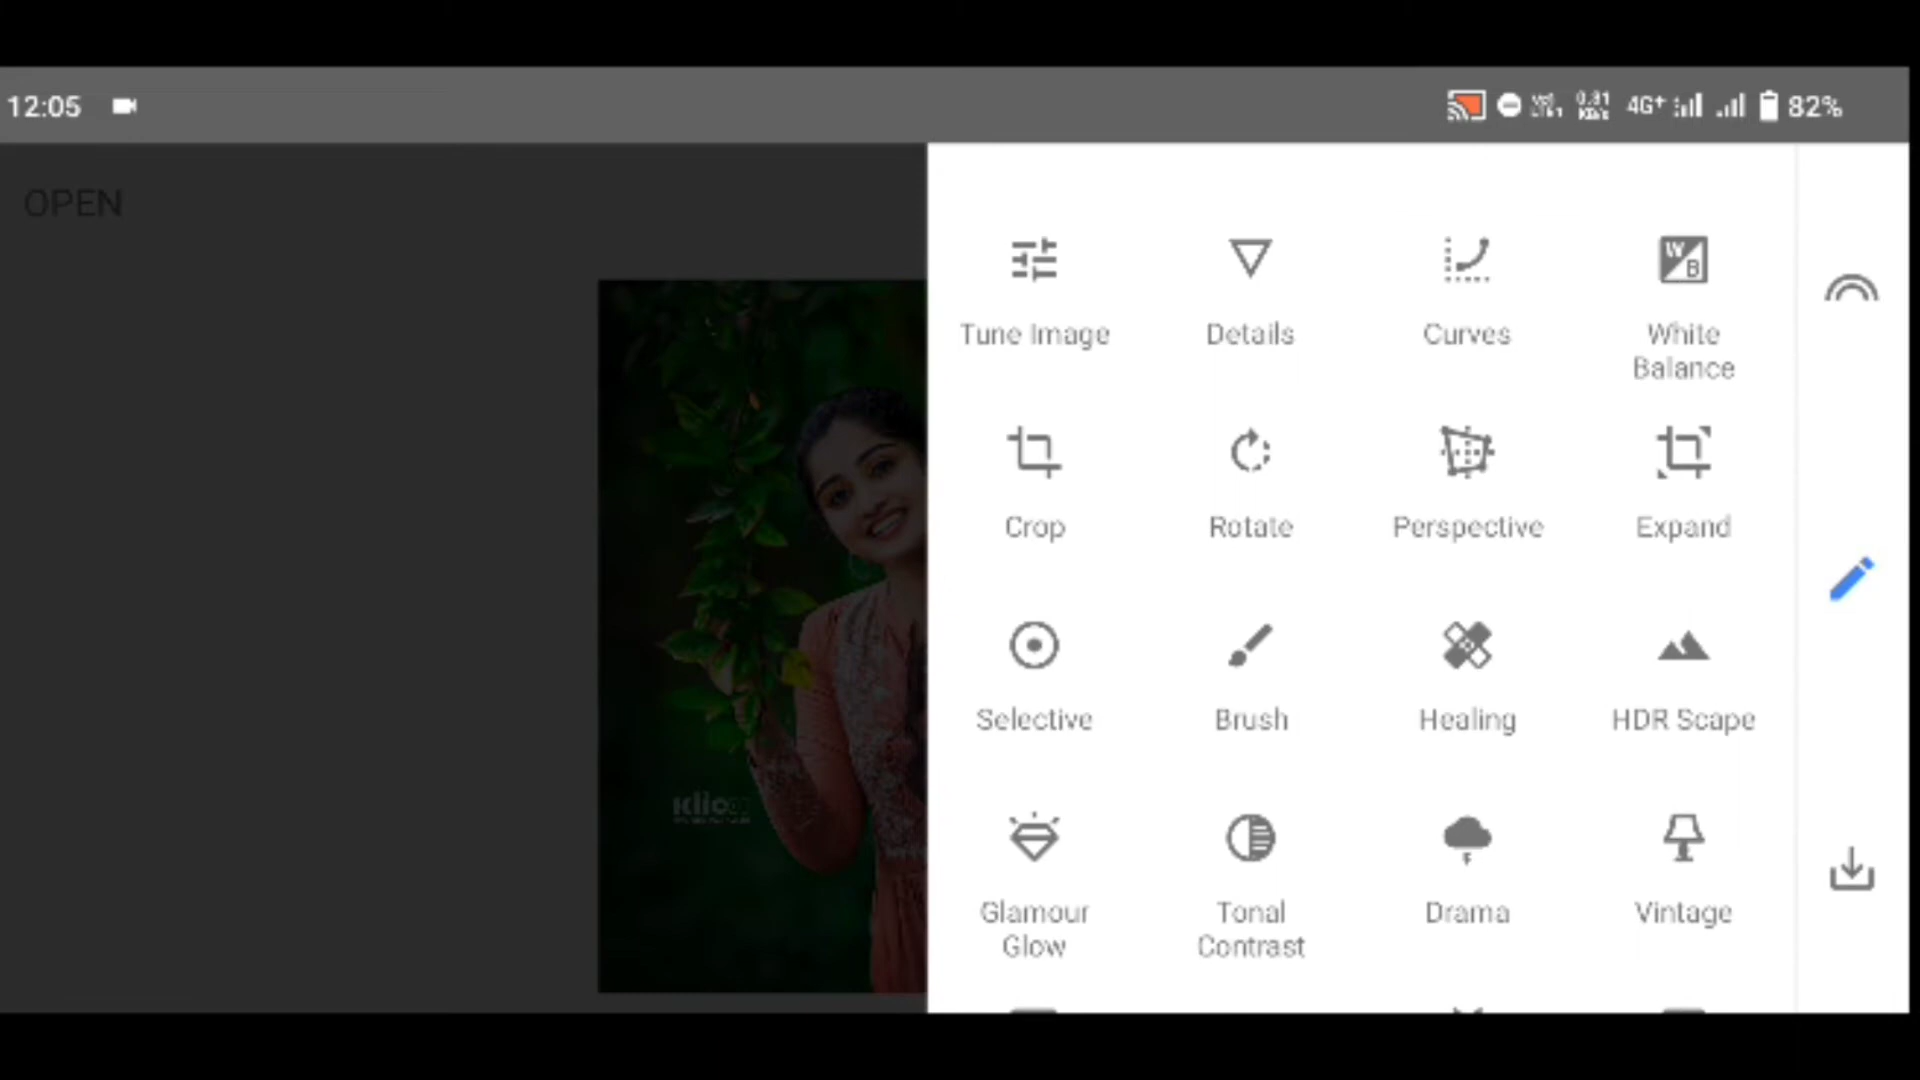 12:05
4G+ 82%
OPEN
Tune Image Details Curves White Balance
Crop Rotate Perspective Expand
Selective Brush Healing HDR Scape
Glamour Glow Tonal Contrast Drama Vintage